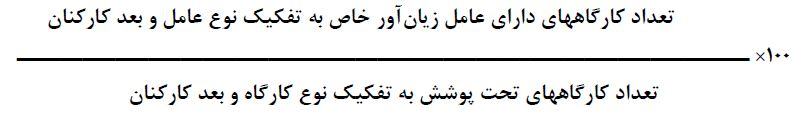 تعداد کارگاههای دارای عامل زیان‌آور خاص به تفکیک نوع عامل و بعد کارکنان
×۱۰۰
تعداد کارگاههای تحت پوشش به تفکیک نوع کارگاه و بعد کارکنان